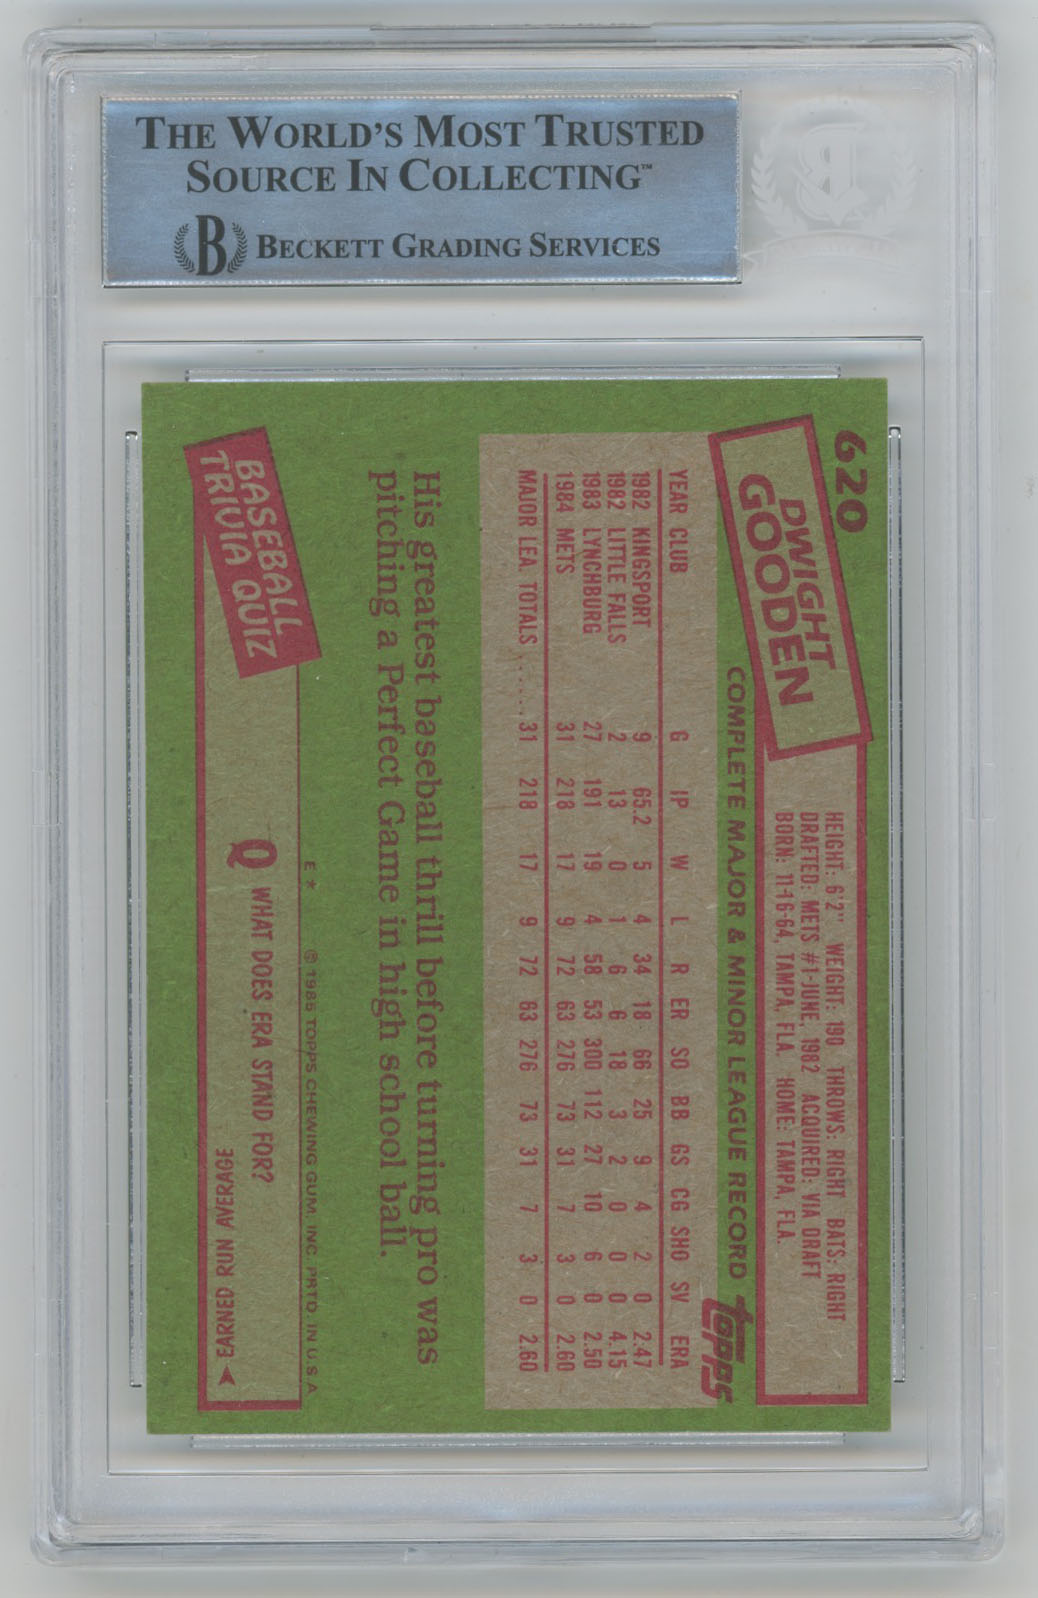 THE WORLD'S MOST TRUSTED
SOURCE IN COLLECTING™
B BECKETT GRADING SERVICES
620
DWIGHT
GOODEN
HEIGHT: 6'2" WEIGHT: 190 THROWS: RIGHT BATS: RIGHT
DRAFTED: METS #1-JUNE, 1982 ACQUIRED: VIA DRAFT
BORN: 11-16-64, TAMPA, FLA. HOME: TAMPA, FLA.
COMPLETE MAJOR & MINOR LEAGUE RECORD
topps
YEAR CLUB G IP W L R ER SO BB GS CG SHO SV ERA
1982 KINGSPORT 9 65.2 5 4 34 18 66 25 9 4 2 0 2:47
1982 LITTLE FALLS 2 13 0 1 6 6 18 3 2 0 0 0 4.15
1983 LYNCHBURG 27 191 19 4 58 53 300 112 27 10 6 0 2.50
1984 METS 31 218 17 9 72 63 276 73 31 7 3 0 2.60
MAJOR LEA. TOTALS ...... 31 218 17 9 72 63 276 73 31 7 3 0 2.60
His greatest baseball thrill before turning pro was
pitching a Perfect Game in high school ball.
E* © 1985 TOPPS CHEWING GUM, INC. PRTD. IN U.S.A.
BASEBALL
TRIVIA QUIZ
Q WHAT DOES ERA STAND FOR?
EARNED RUN AVERAGE